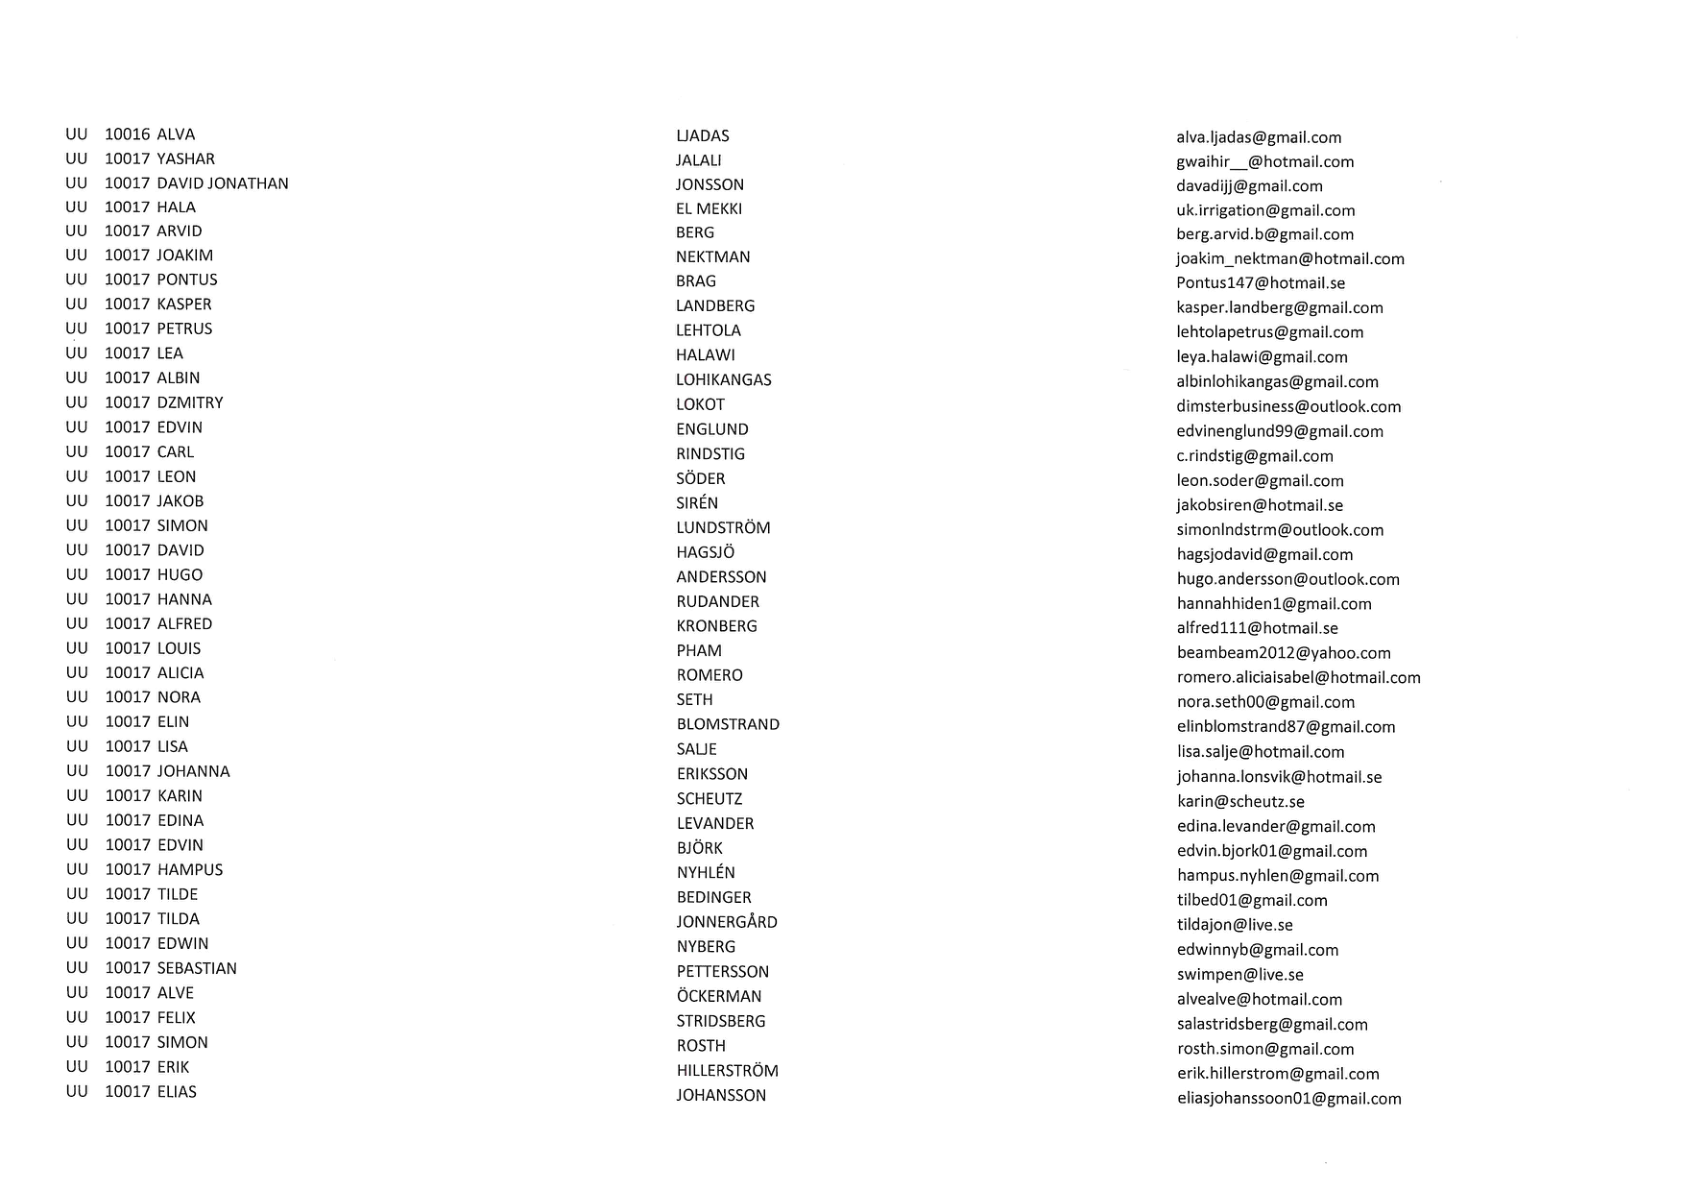 UU 10016 ALVA LJADAS alva.ljadas@gmail.com
UU 10017 YASHAR JALALI gwaihir__@hotmail.com
UU 10017 DAVID JONATHAN JONSSON davadijj@gmail.com
UU 10017 HALA EL MEKKI uk.irrigation@gmail.com
UU 10017 ARVID BERG berg.arvid.b@gmail.com
UU 10017 JOAKIM NEKTMAN joakim_nektman@hotmail.com
UU 10017 PONTUS BRAG Pontus147@hotmail.se
UU 10017 KASPER LANDBERG kasper.landberg@gmail.com
UU 10017 PETRUS LEHTOLA lehtolapetrus@gmail.com
UU 10017 LEA HALAWI leya.halawi@gmail.com
UU 10017 ALBIN LOHIKANGAS albinlohikangas@gmail.com
UU 10017 DZMITRY LOKOT dimsterbusiness@outlook.com
UU 10017 EDVIN ENGLUND edvinenglund99@gmail.com
UU 10017 CARL RINDSTIG c.rindstig@gmail.com
UU 10017 LEON SÖDER leon.soder@gmail.com
UU 10017 JAKOB SIRÉN jakobsiren@hotmail.se
UU 10017 SIMON LUNDSTRÖM simonlndstrm@outlook.com
UU 10017 DAVID HAGSJÖ hagsjodavid@gmail.com
UU 10017 HUGO ANDERSSON hugo.andersson@outlook.com
UU 10017 HANNA RUDANDER hannahhiden1@gmail.com
UU 10017 ALFRED KRONBERG alfred111@hotmail.se
UU 10017 LOUIS PHAM beambeam2012@yahoo.com
UU 10017 ALICIA ROMERO romero.aliciaisabel@hotmail.com
UU 10017 NORA SETH nora.seth00@gmail.com
UU 10017 ELIN BLOMSTRAND elinblomstrand87@gmail.com
UU 10017 LISA SALJE lisa.salje@hotmail.com
UU 10017 JOHANNA ERIKSSON johanna.lonsvik@hotmail.se
UU 10017 KARIN SCHEUTZ karin@scheutz.se
UU 10017 EDINA LEVANDER edina.levander@gmail.com
UU 10017 EDVIN BJÖRK edvin.bjork01@gmail.com
UU 10017 HAMPUS NYHLÉN hampus.nyhlen@gmail.com
UU 10017 TILDE BEDINGER tilbed01@gmail.com
UU 10017 TILDA JONNERGÅRD tildajon@live.se
UU 10017 EDWIN NYBERG edwinnyb@gmail.com
UU 10017 SEBASTIAN PETTERSSON swimpen@live.se
UU 10017 ALVE ÖCKERMAN alvealve@hotmail.com
UU 10017 FELIX STRIDSBERG salastridsberg@gmail.com
UU 10017 SIMON ROSTH rosth.simon@gmail.com
UU 10017 ERIK HILLERSTRÖM erik.hillerstrom@gmail.com
UU 10017 ELIAS JOHANSSON eliasjohanssoon01@gmail.com